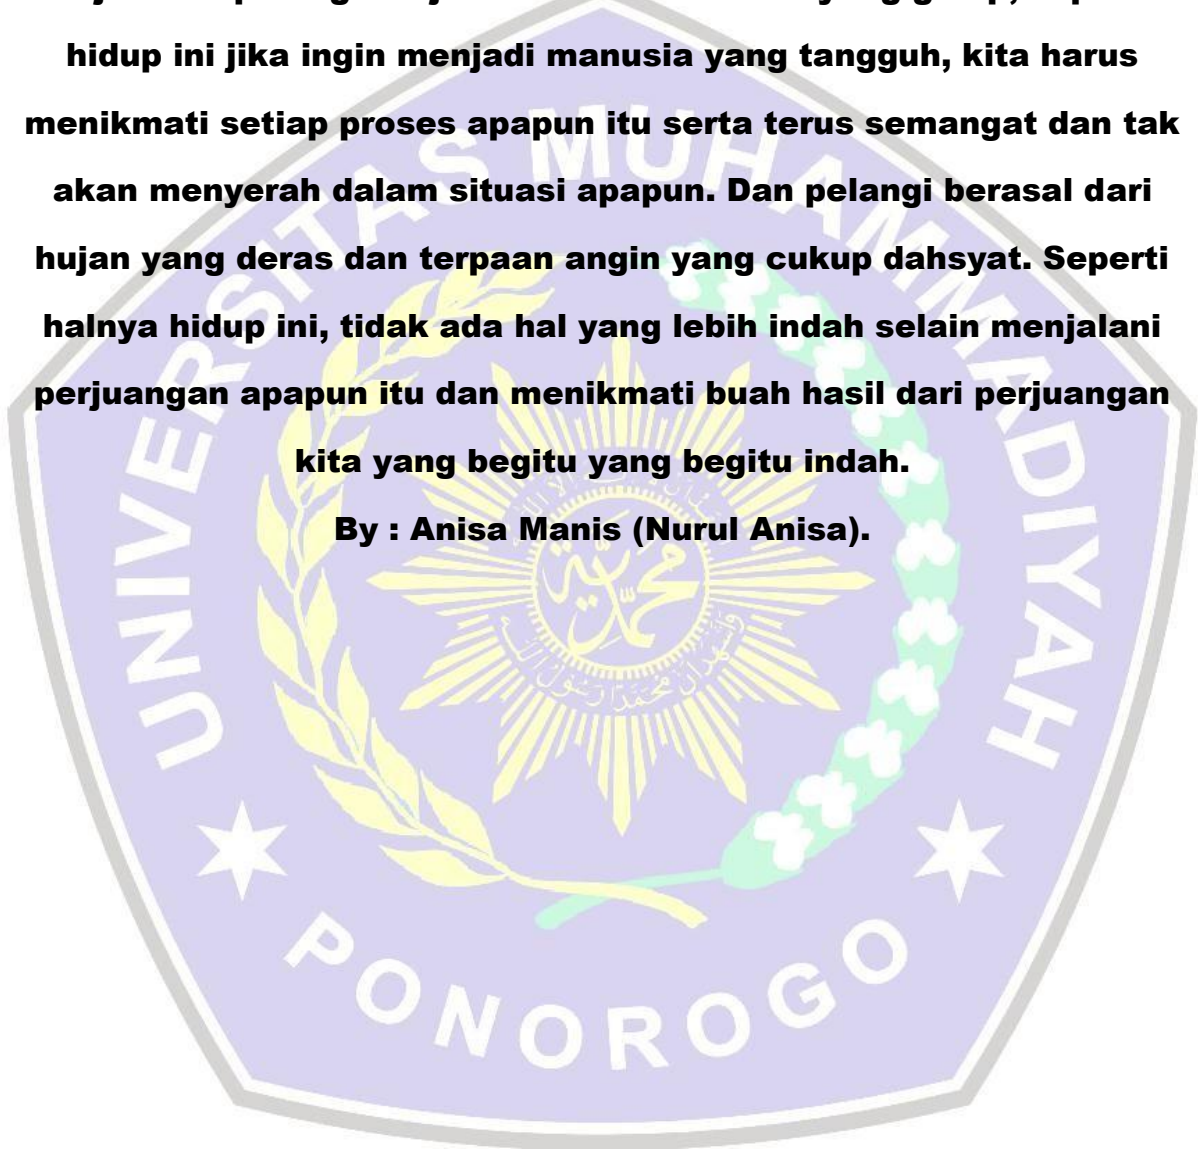 hidup ini jika ingin menjadi manusia yang tangguh, kita harus
menikmati setiap proses apapun itu serta terus semangat dan tak
akan menyerah dalam situasi apapun. Dan pelangi berasal dari
hujan yang deras dan terpaan angin yang cukup dahsyat. Seperti
halnya hidup ini, tidak ada hal yang lebih indah selain menjalani
perjuangan apapun itu dan menikmati buah hasil dari perjuangan
kita yang begitu yang begitu indah.
By : Anisa Manis (Nurul Anisa).
UNIVERSITAS MUHAMMADIYAH
محمدية
PONOROGO